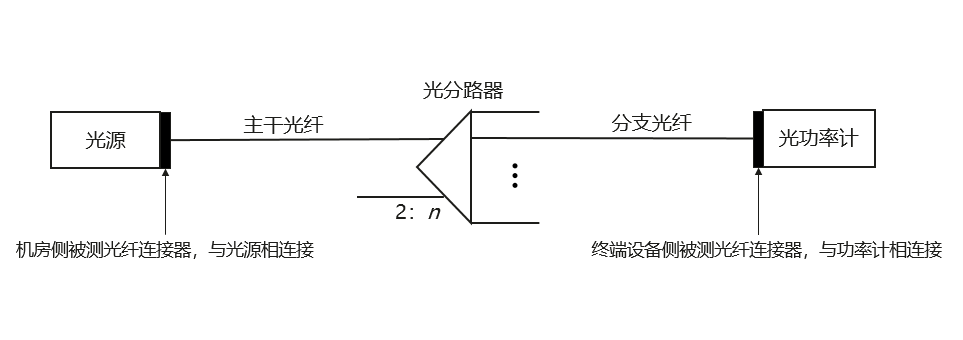 光分路器
光源
主干光纤
分支光纤
光功率计
2：n
机房侧被测光纤连接器，与光源相连接
终端设备侧被测光纤连接器，与功率计相连接